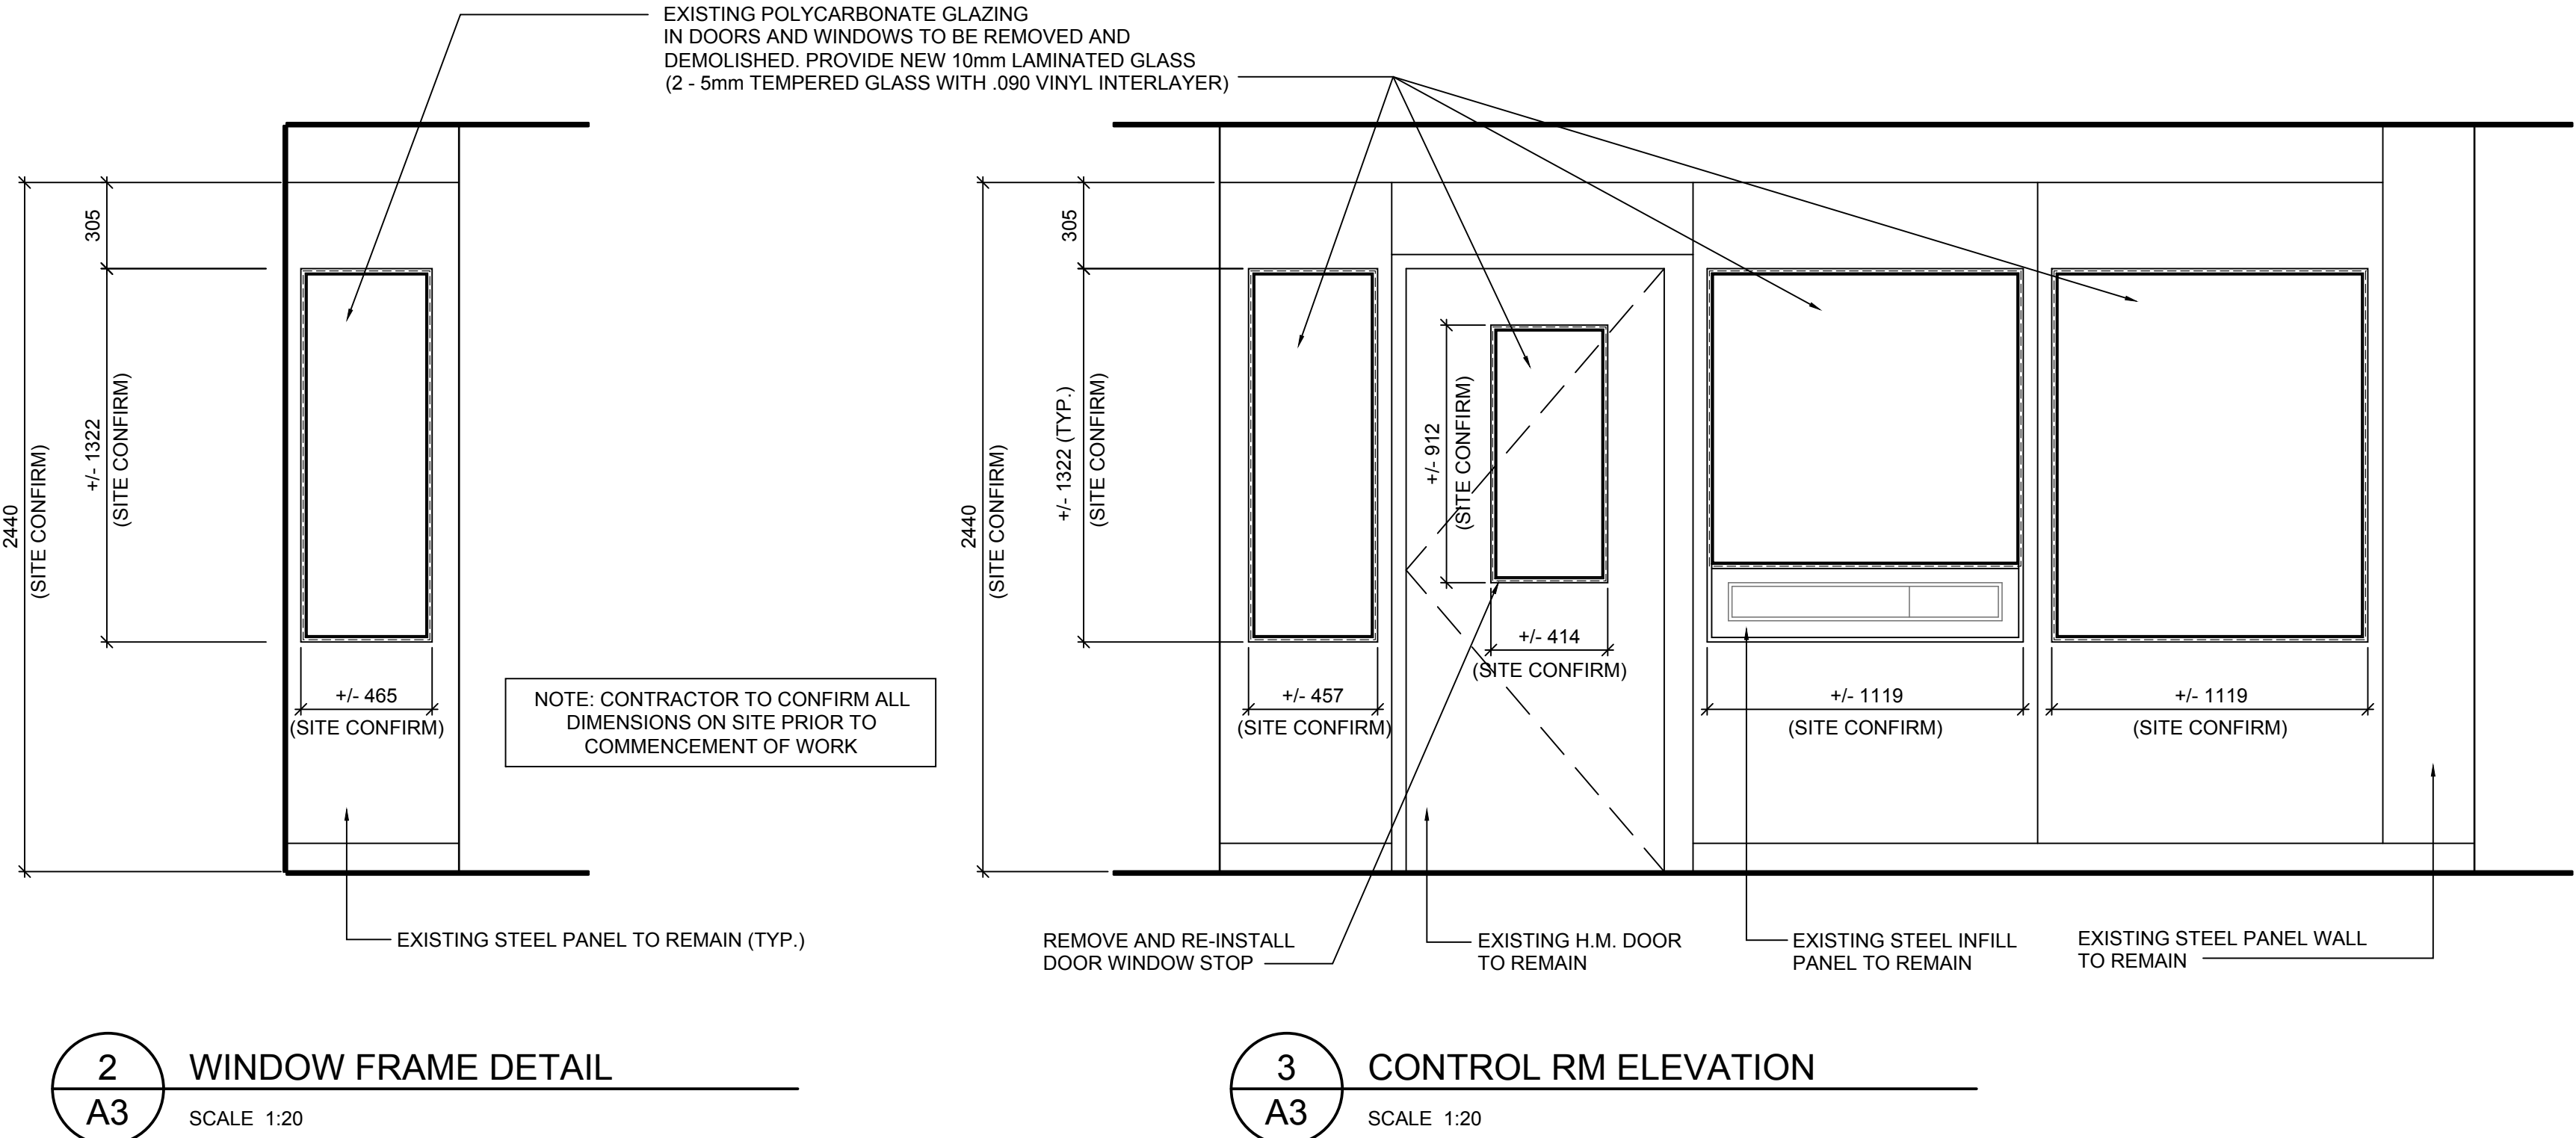 EXISTING POLYCARBONATE GLAZING
IN DOORS AND WINDOWS TO BE REMOVED AND
DEMOLISHED. PROVIDE NEW 10mm LAMINATED GLASS
(2 - 5mm TEMPERED GLASS WITH .090 VINYL INTERLAYER)
305
+/- 1322
(SITE CONFIRM)
2440
(SITE CONFIRM)
+/- 465
(SITE CONFIRM)
NOTE: CONTRACTOR TO CONFIRM ALL
DIMENSIONS ON SITE PRIOR TO
COMMENCEMENT OF WORK
EXISTING STEEL PANEL TO REMAIN (TYP.)
305
+/- 1322 (TYP.)
(SITE CONFIRM)
2440
(SITE CONFIRM)
+/- 912
(SITE CONFIRM)
+/- 414
(SITE CONFIRM)
+/- 457
(SITE CONFIRM)
+/- 1119
(SITE CONFIRM)
+/- 1119
(SITE CONFIRM)
REMOVE AND RE-INSTALL
DOOR WINDOW STOP
EXISTING H.M. DOOR
TO REMAIN
EXISTING STEEL INFILL
PANEL TO REMAIN
EXISTING STEEL PANEL WALL
TO REMAIN
2
A3
WINDOW FRAME DETAIL
SCALE 1:20
3
A3
CONTROL RM ELEVATION
SCALE 1:20